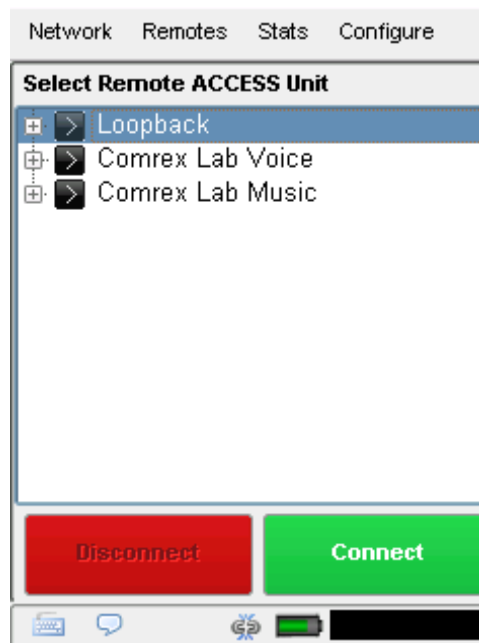 Network Remotes Stats Configure
Select Remote ACCESS Unit
Loopback
Comrex Lab Voice
Comrex Lab Music
Disconnect Connect